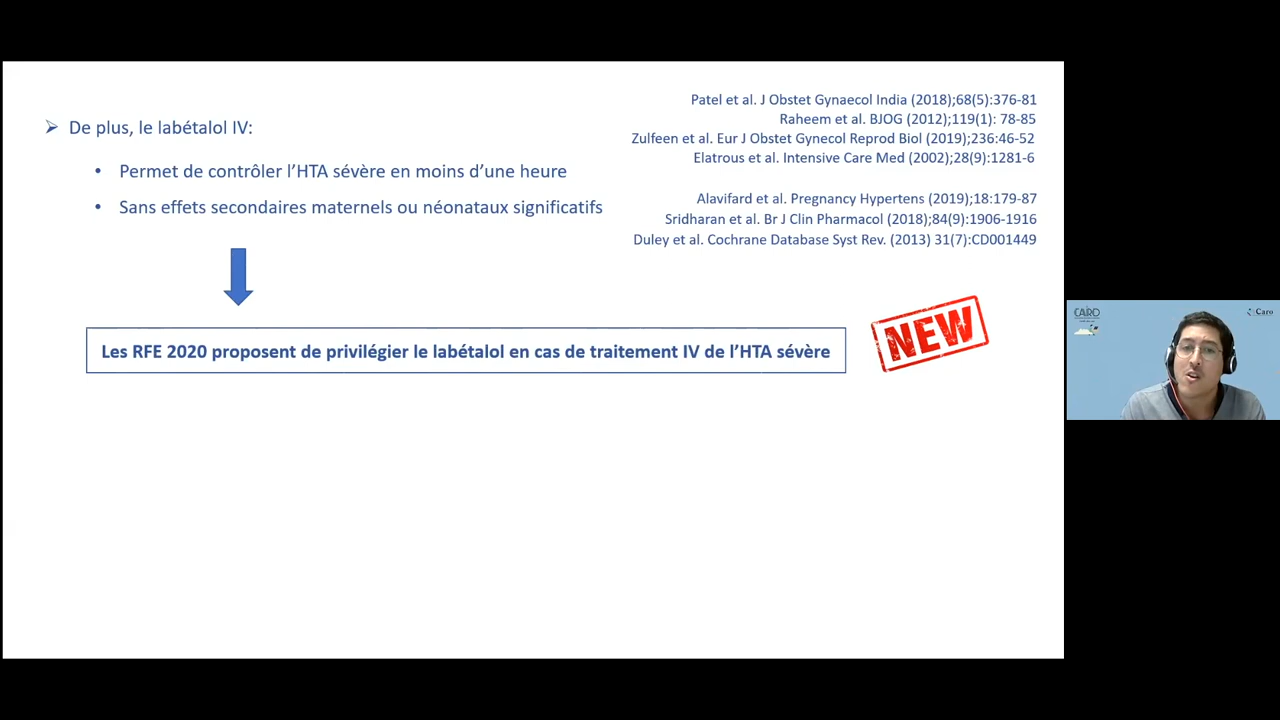 ➢ De plus, le labétalol IV:
• Permet de contrôler l’HTA sévère en moins d’une heure
• Sans effets secondaires maternels ou néonataux significatifs
Patel et al. J Obstet Gynaecol India (2018);68(5):376-81
Raheem et al. BJOG (2012);119(1): 78-85
Zulfeen et al. Eur J Obstet Gynecol Reprod Biol (2019);236:46-52
Elatrous et al. Intensive Care Med (2002);28(9):1281-6
Alavifard et al. Pregnancy Hypertens (2019);18:179-87
Sridharan et al. Br J Clin Pharmacol (2018);84(9):1906-1916
Duley et al. Cochrane Database Syst Rev. (2013) 31(7):CD001449
Les RFE 2020 proposent de privilégier le labétalol en cas de traitement IV de l’HTA sévère
NEW
CAIRO
Caro